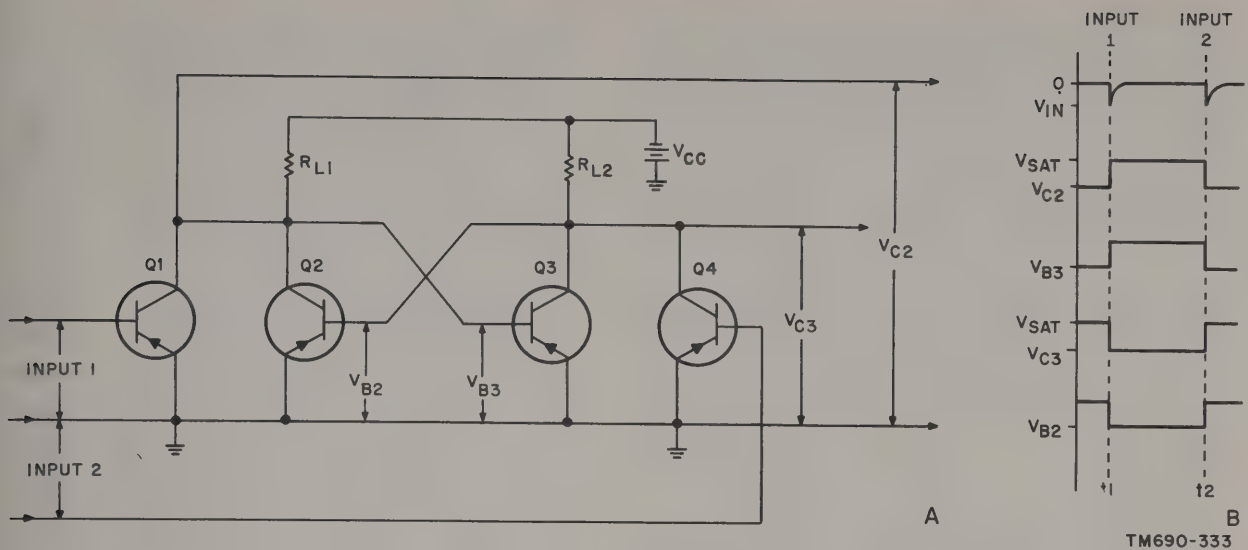 INPUT 1
INPUT 2
0
VIN
VSAT
VC2
VB3
VSAT
VC3
VB2
t1
t2
B
RL1
RL2
VCC
Q1
Q2
Q3
Q4
VC2
VC3
VB2
VB3
INPUT 1
INPUT 2
A
TM690-333